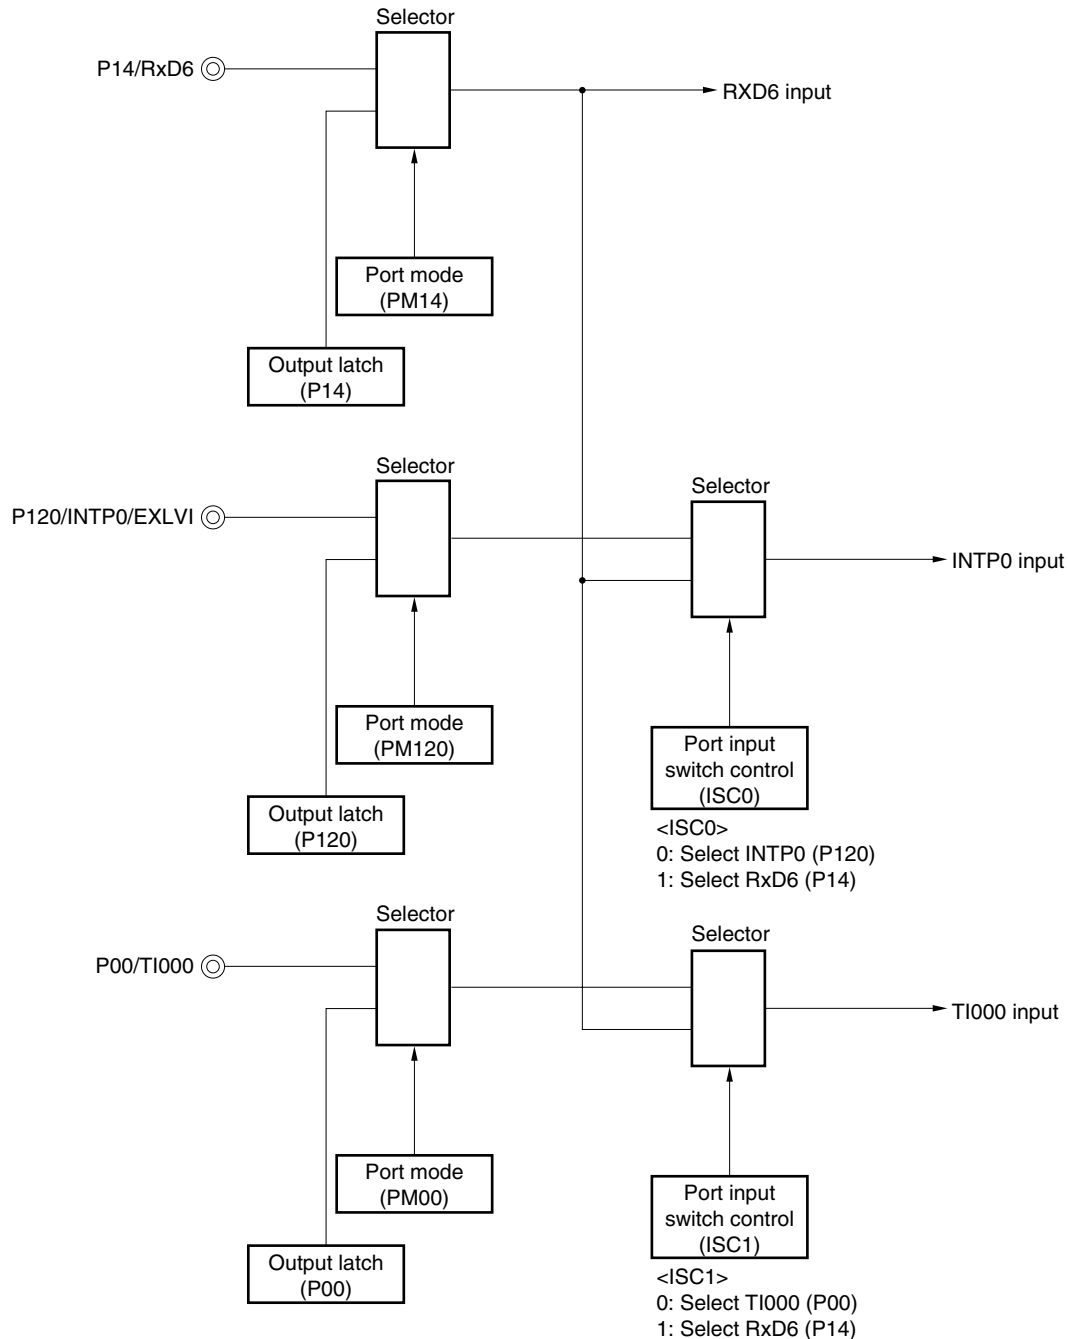 Selector
P14/RxD6
RXD6 input
Port mode
(PM14)
Output latch
(P14)
Selector
P120/INTP0/EXLVI
Selector
INTP0 input
Port mode
(PM120)
Port input
switch control
(ISC0)
Output latch
(P120)
<ISC0>
0: Select INTP0 (P120)
1: Select RxD6 (P14)
Selector
P00/TI000
Selector
TI000 input
Port mode
(PM00)
Port input
switch control
(ISC1)
Output latch
(P00)
<ISC1>
0: Select TI000 (P00)
1: Select RxD6 (P14)